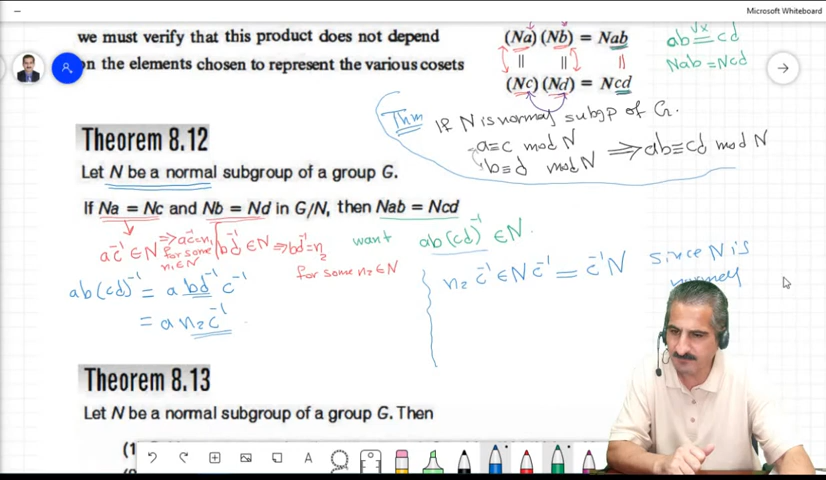 Microsoft Whiteboard
we must verify that this product does not depend
on the elements chosen to represent the various cosets
(Na)(Nb) = Nab
(Nc)(Nd) = Ncd
ab ≡ cd
Nab = Ncd
Thm If N is normal subgp of G.
a ≡ c mod N
b ≡ d mod N ⟹ ab ≡ cd mod N
Theorem 8.12
Let N be a normal subgroup of a group G.
If Na = Nc and Nb = Nd in G/N, then Nab = Ncd
ac⁻¹ ∈ N ⟹ ac⁻¹ = n₁ for some n₁ ∈ N
bd⁻¹ ∈ N ⟹ bd⁻¹ = n₂ for some n₂ ∈ N
want ab(cd)⁻¹ ∈ N.
ab(cd)⁻¹ = a bd⁻¹ c⁻¹
= a n₂c⁻¹
n₂ c⁻¹ ∈ Nc⁻¹ = c⁻¹N since N is
Theorem 8.13
Let N be a normal subgroup of a group G. Then
(1